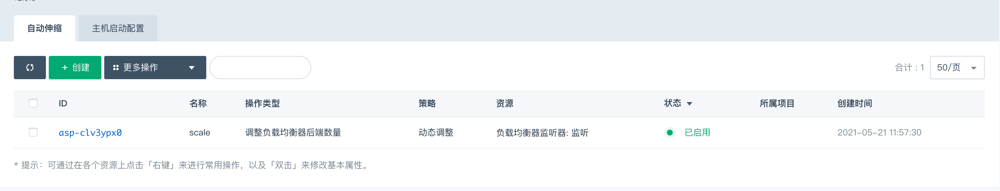 自动伸缩 主机启动配置
+ 创建 更多操作 合计：1 50/页
ID 名称 操作类型 策略 资源 状态 所属项目 创建时间
asp-clv3ypx0 scale 调整负载均衡器后端数量 动态调整 负载均衡器监听器: 监听 已启用 2021-05-21 11:57:30
* 提示：可通过在各个资源上点击「右键」来进行常用操作，以及「双击」来修改基本属性。